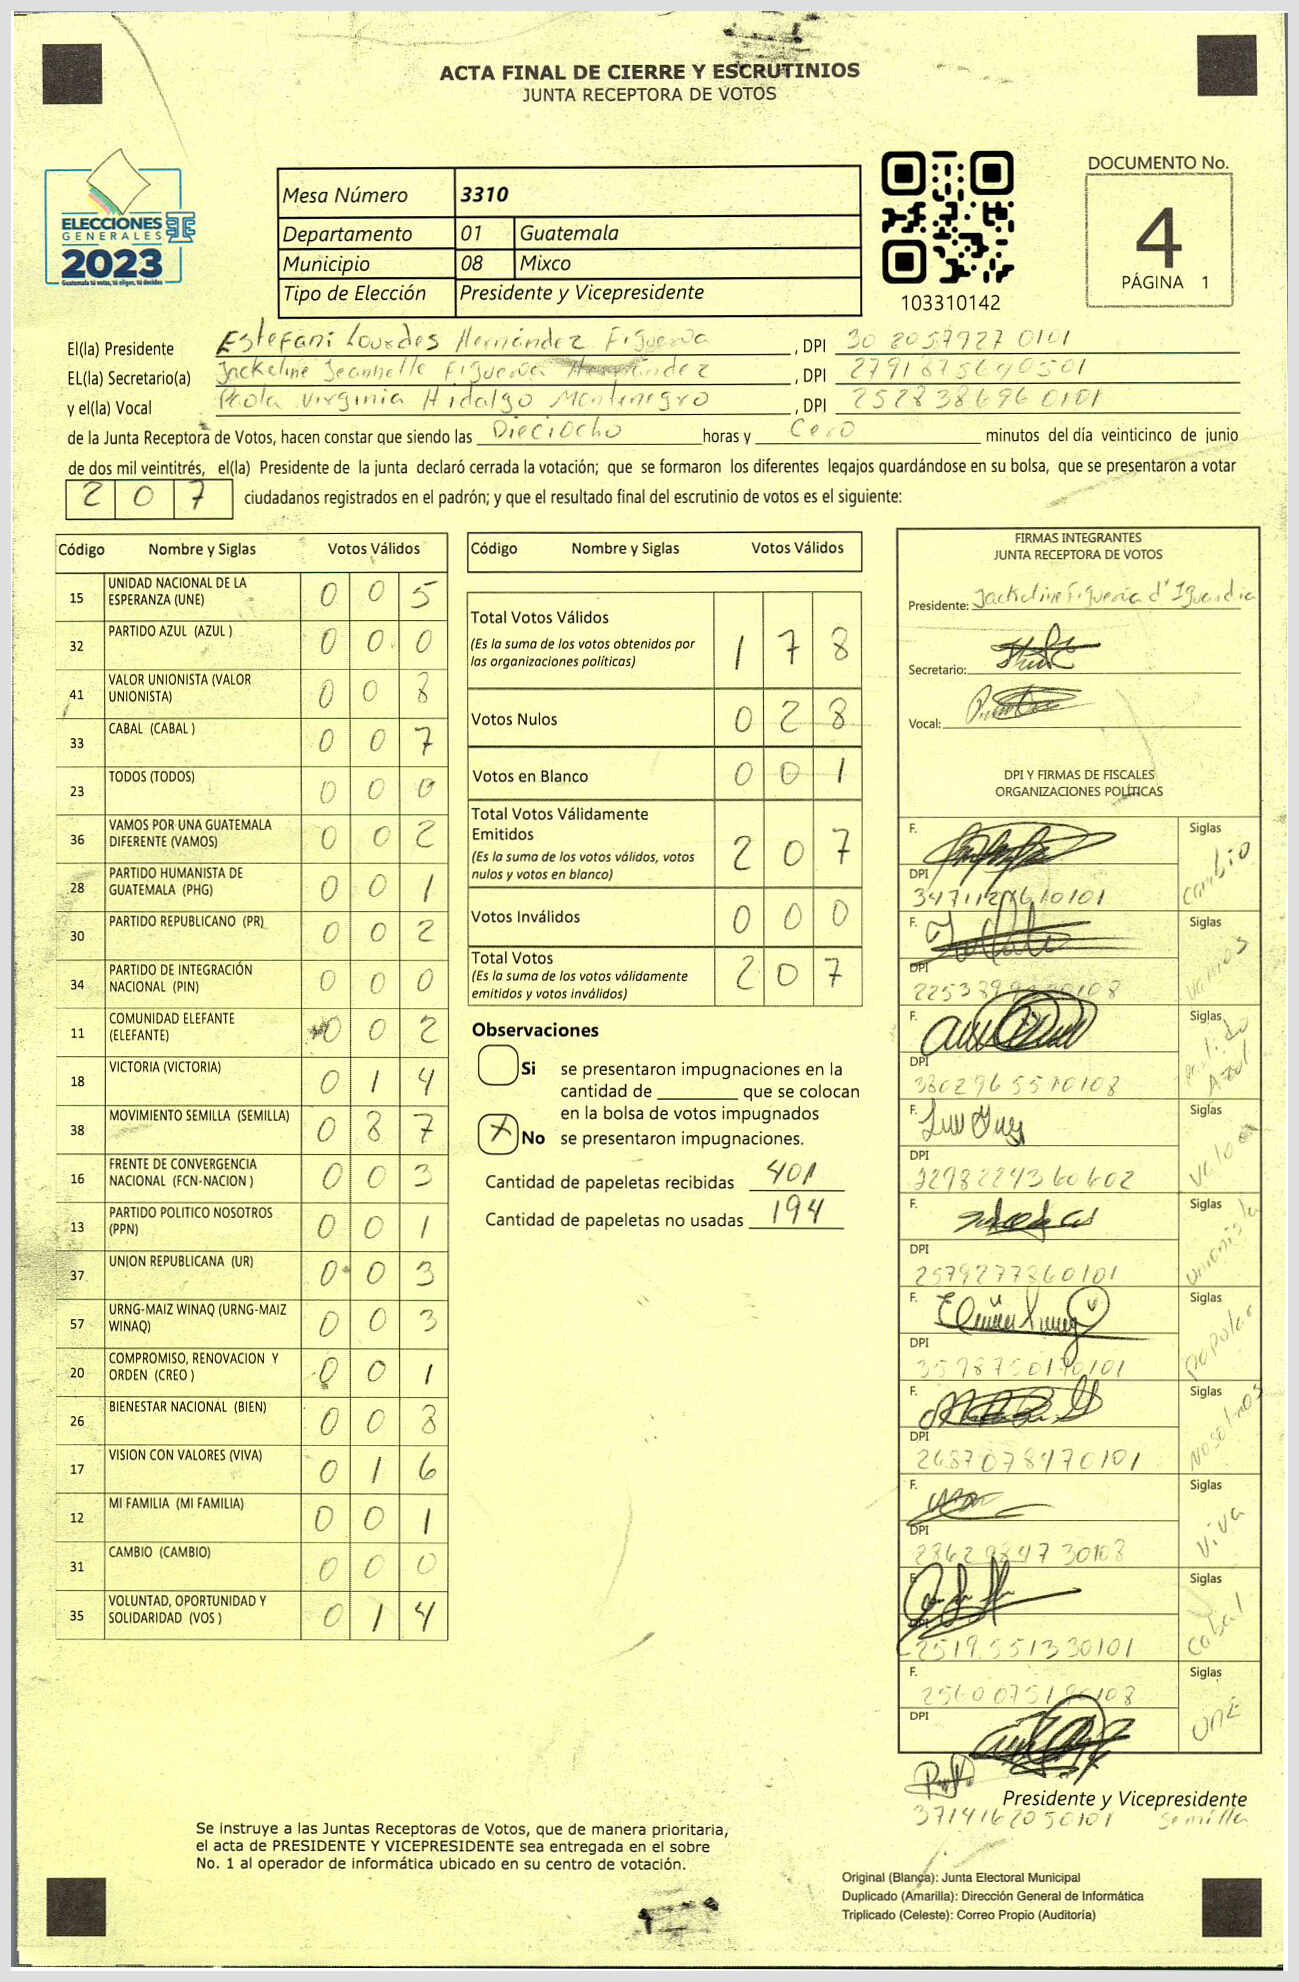 ACTA FINAL DE CIERRE Y ESCRUTINIOS
JUNTA RECEPTORA DE VOTOS
ELECCIONES
GENERALES
2023
Guatemala tú votas, tú eliges, tú decides
Mesa Número 3310
Departamento 01 Guatemala
Municipio 08 Mixco
Tipo de Elección Presidente y Vicepresidente
103310142
DOCUMENTO No.
4
PÁGINA 1
El(la) Presidente Estefani Lourdes Hernández Figueroa , DPI
EL(la) Secretario(a) Jackeline Jeannette Figueroa , DPI
y el(la) Vocal Paola Virginia Hidalgo Montenegro , DPI
de la Junta Receptora de Votos, hacen constar que siendo las Dieciocho horas y Cero minutos del día veinticinco de junio
de dos mil veintitrés, el(la) Presidente de la junta declaró cerrada la votación; que se formaron los diferentes legajos guardándose en su bolsa, que se presentaron a votar
207 ciudadanos registrados en el padrón; y que el resultado final del escrutinio de votos es el siguiente:
Código Nombre y Siglas Votos Válidos
15 UNIDAD NACIONAL DE LA
ESPERANZA (UNE) 0 0 5
32 PARTIDO AZUL (AZUL ) 0 0 0
41 VALOR UNIONISTA (VALOR
UNIONISTA) 0 0 8
33 CABAL (CABAL ) 0 0 7
23 TODOS (TODOS) 0 0 0
36 VAMOS POR UNA GUATEMALA
DIFERENTE (VAMOS) 0 0 2
28 PARTIDO HUMANISTA DE
GUATEMALA (PHG) 0 0 1
30 PARTIDO REPUBLICANO (PR) 0 0 2
34 PARTIDO DE INTEGRACIÓN
NACIONAL (PIN) 0 0 0
11 COMUNIDAD ELEFANTE
(ELEFANTE) 0 0 2
18 VICTORIA (VICTORIA) 0 1 4
38 MOVIMIENTO SEMILLA (SEMILLA) 0 8 7
16 FRENTE DE CONVERGENCIA
NACIONAL (FCN-NACION ) 0 0 3
13 PARTIDO POLITICO NOSOTROS
(PPN) 0 0 1
37 UNION REPUBLICANA (UR) 0 0 3
57 URNG-MAIZ WINAQ (URNG-MAIZ
WINAQ) 0 0 3
20 COMPROMISO, RENOVACION Y
ORDEN (CREO ) 0 0 1
26 BIENESTAR NACIONAL (BIEN) 0 0 8
17 VISION CON VALORES (VIVA) 0 1 6
12 MI FAMILIA (MI FAMILIA) 0 0 1
31 CAMBIO (CAMBIO) 0 0 0
35 VOLUNTAD, OPORTUNIDAD Y
SOLIDARIDAD (VOS ) 0 1 4
Código Nombre y Siglas Votos Válidos
Total Votos Válidos
(Es la suma de los votos obtenidos por
las organizaciones políticas) 1 7 8
Votos Nulos 0 2 8
Votos en Blanco 0 0 1
Total Votos Válidamente
Emitidos
(Es la suma de los votos válidos, votos
nulos y votos en blanco) 2 0 7
Votos Inválidos 0 0 0
Total Votos
(Es la suma de los votos válidamente
emitidos y votos inválidos) 2 0 7
Observaciones
Si se presentaron impugnaciones en la
cantidad de ________ que se colocan
en la bolsa de votos impugnados
X No se presentaron impugnaciones.
Cantidad de papeletas recibidas 401
Cantidad de papeletas no usadas 194
FIRMAS INTEGRANTES
JUNTA RECEPTORA DE VOTOS
Presidente: Jackeline Figueroa
Secretario:
Vocal:
DPI Y FIRMAS DE FISCALES
ORGANIZACIONES POLÍTICAS
F. Siglas
DPI cambio
F. Siglas
DPI vamos
F. Siglas
DPI partido Azul
F. Siglas
DPI 2298224360602 valor
F. Siglas
DPI 2579277860101 unionista
F. Siglas
DPI popular
F. Siglas
DPI 2687078470101 Nosotros
F. Siglas
DPI Viva
F. Siglas
DPI 2519551330101 cabal
F. Siglas
DPI UNE
Presidente y Vicepresidente
3714162050101 semilla
Se instruye a las Juntas Receptoras de Votos, que de manera prioritaria,
el acta de PRESIDENTE Y VICEPRESIDENTE sea entregada en el sobre
No. 1 al operador de informática ubicado en su centro de votación.
Original (Blanca): Junta Electoral Municipal
Duplicado (Amarilla): Dirección General de Informática
Triplicado (Celeste): Correo Propio (Auditoría)